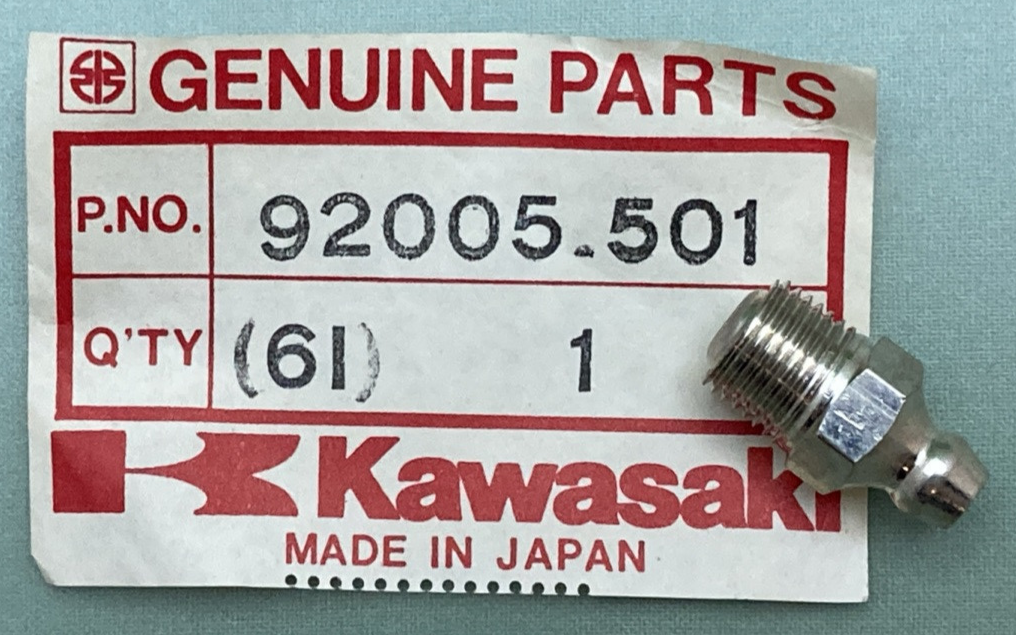 GENUINE PARTS
P.NO. 92005.501
Q'TY (61) 1
Kawasaki
MADE IN JAPAN